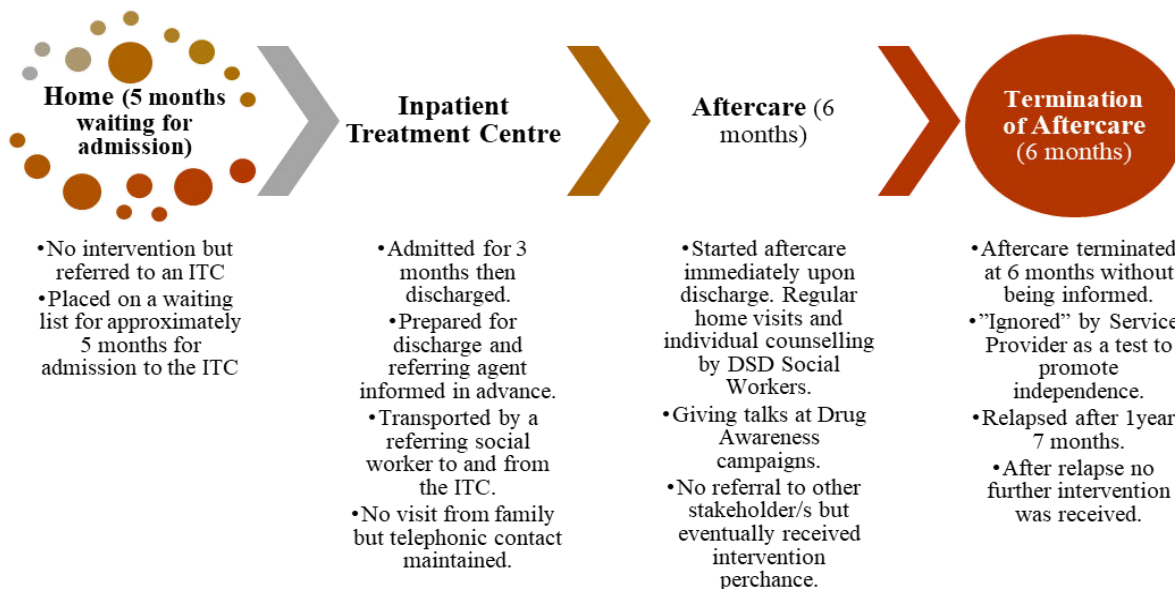 Home (5 months
waiting for
admission)
•No intervention but
referred to an ITC
•Placed on a waiting
list for approximately
5 months for
admission to the ITC
Inpatient
Treatment Centre
•Admitted for 3
months then
discharged.
•Prepared for
discharge and
referring agent
informed in advance.
•Transported by a
referring social
worker to and from
the ITC.
•No visit from family
but telephonic contact
maintained.
Aftercare (6
months)
•Started aftercare
immediately upon
discharge. Regular
home visits and
individual counselling
by DSD Social
Workers.
•Giving talks at Drug
Awareness
campaigns.
•No referral to other
stakeholder/s but
eventually received
intervention
perchance.
Termination
of Aftercare
(6 months)
•Aftercare terminated
at 6 months without
being informed.
•”Ignored” by Service
Provider as a test to
promote
independence.
•Relapsed after 1year
7 months.
•After relapse no
further intervention
was received.